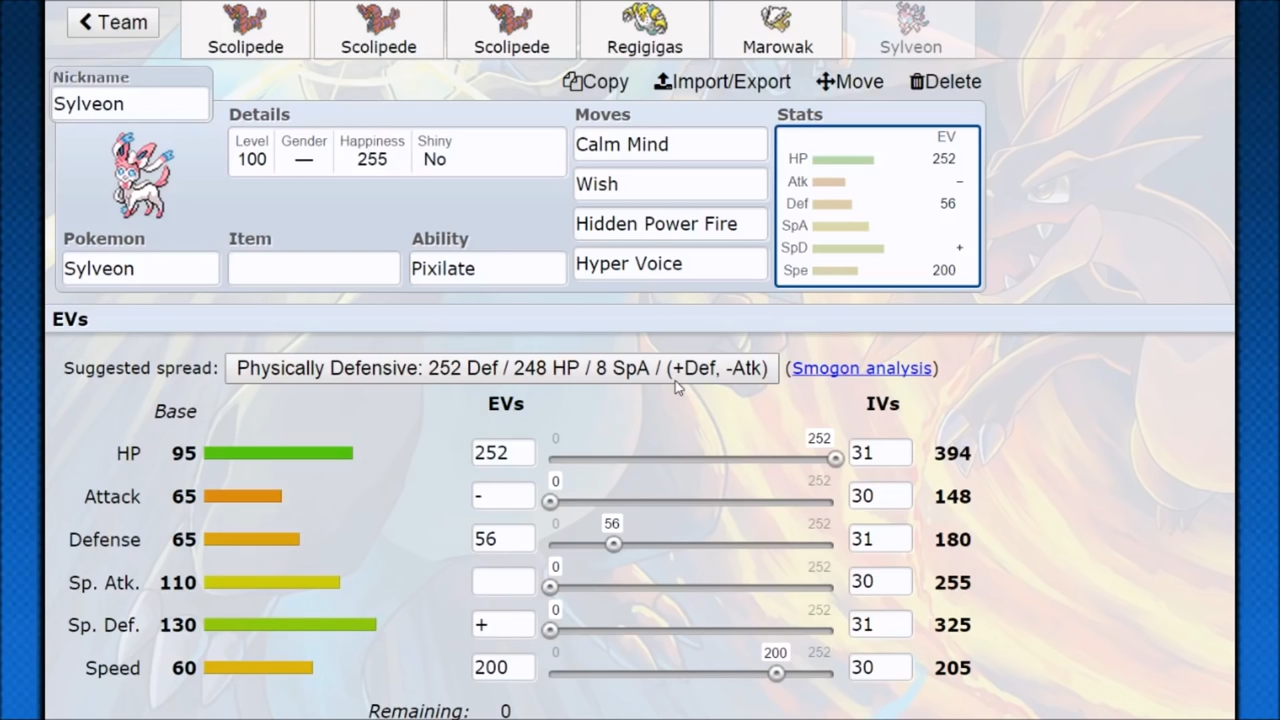 Team
Scolipede
Scolipede
Scolipede
Regigigas
Marowak
Sylveon
Nickname
Sylveon
Copy
Import/Export
Move
Delete
Details
Moves
Stats
Level
Gender
Happiness
Shiny
100
—
255
No
Calm Mind
Wish
Hidden Power Fire
Hyper Voice
EV
HP 252
Atk −
Def 56
SpA
SpD +
Spe 200
Pokemon
Item
Ability
Sylveon
Pixilate
EVs
Suggested spread: Physically Defensive: 252 Def / 248 HP / 8 SpA / (+Def, -Atk) (Smogon analysis)
Base
EVs
IVs
0 252
HP 95 252 31 394
0 252
Attack 65 - 30 148
0 56 252
Defense 65 56 31 180
0 252
Sp. Atk. 110 30 255
0 252
Sp. Def. 130 + 31 325
0 200 252
Speed 60 200 30 205
Remaining: 0